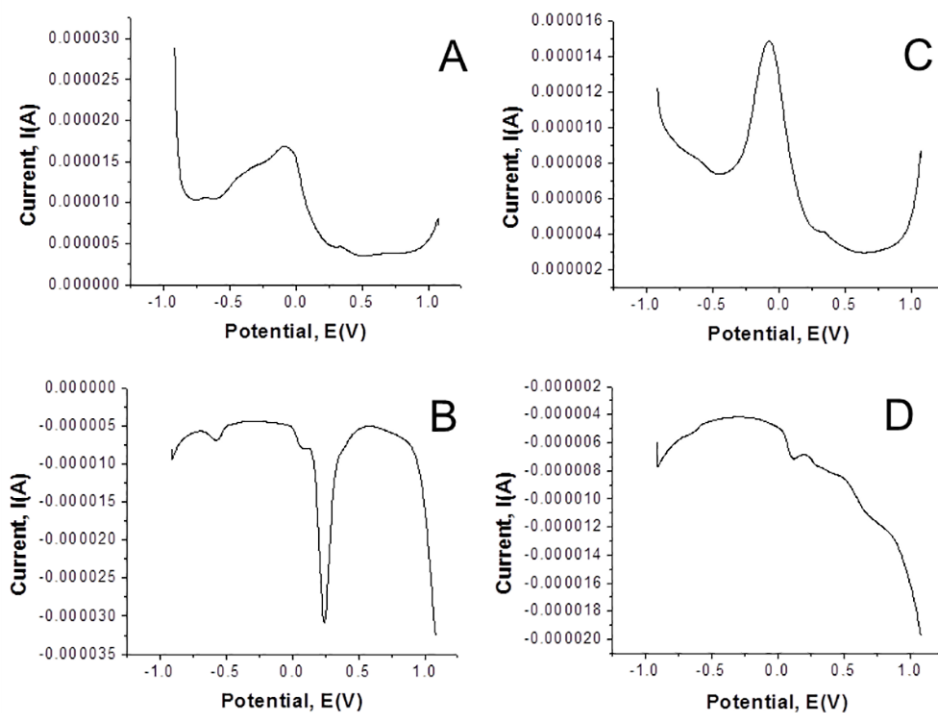 A
Current, I(A)
0.000030
0.000025
0.000020
0.000015
0.000010
0.000005
0.000000
-1.0 -0.5 0.0 0.5 1.0
Potential, E(V)
C
Current, I(A)
0.000016
0.000014
0.000012
0.000010
0.000008
0.000006
0.000004
0.000002
-1.0 -0.5 0.0 0.5 1.0
Potential, E(V)
B
Current, I(A)
0.000000
-0.000005
-0.000010
-0.000015
-0.000020
-0.000025
-0.000030
-0.000035
-1.0 -0.5 0.0 0.5 1.0
Potential, E(V)
D
Current, I(A)
-0.000002
-0.000004
-0.000006
-0.000008
-0.000010
-0.000012
-0.000014
-0.000016
-0.000018
-0.000020
-1.0 -0.5 0.0 0.5 1.0
Potential, E(V)